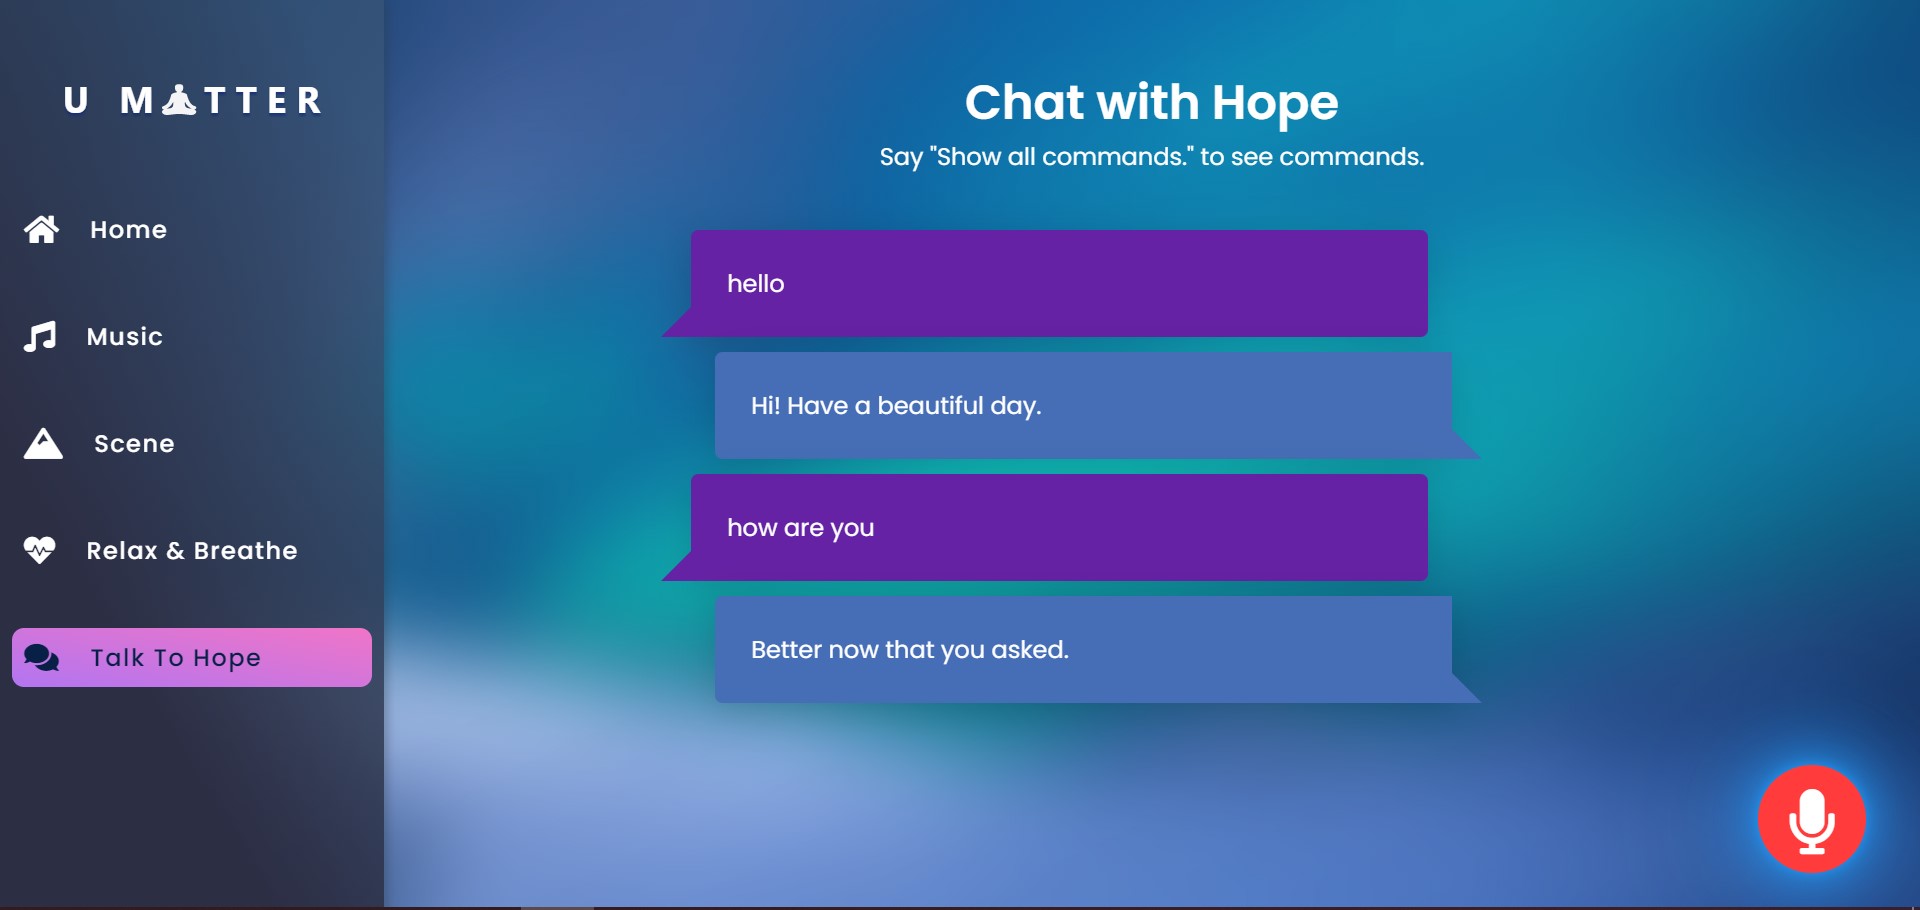 U MATTER
Home
Music
Scene
Relax & Breathe
Talk To Hope
Chat with Hope
Say "Show all commands." to see commands.
hello
Hi! Have a beautiful day.
how are you
Better now that you asked.